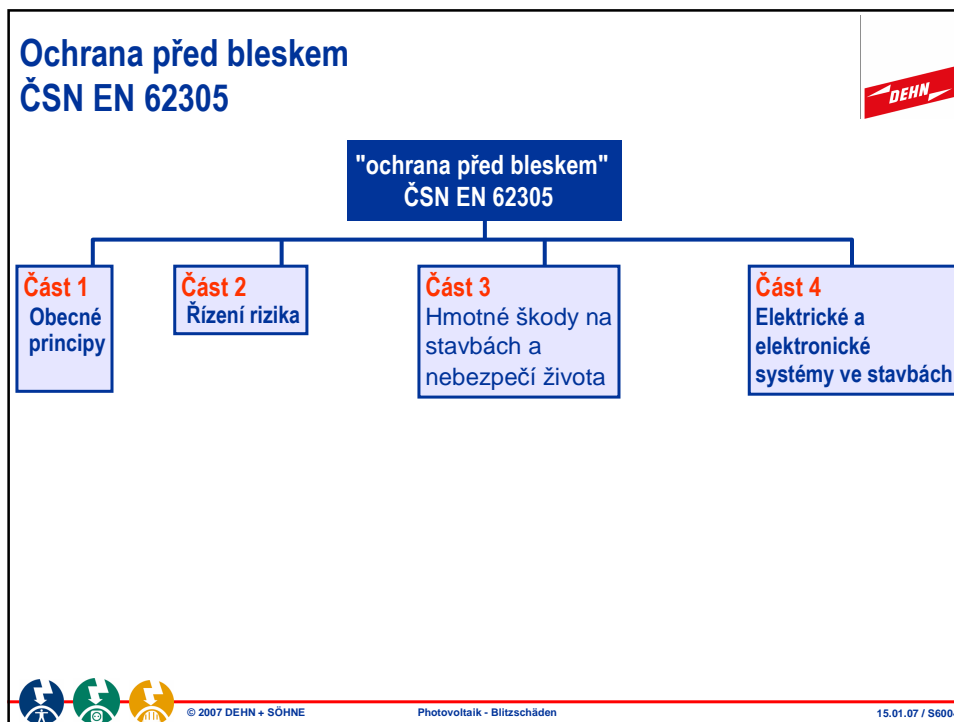 Ochrana před bleskem
ČSN EN 62305
DEHN
"ochrana před bleskem"
ČSN EN 62305
Část 1
Obecné
principy
Část 2
Řízení rizika
Část 3
Hmotné škody na
stavbách a
nebezpečí života
Část 4
Elektrické a
elektronické
systémy ve stavbách
© 2007 DEHN + SÖHNE
Photovoltaik - Blitzschäden
15.01.07 / S600